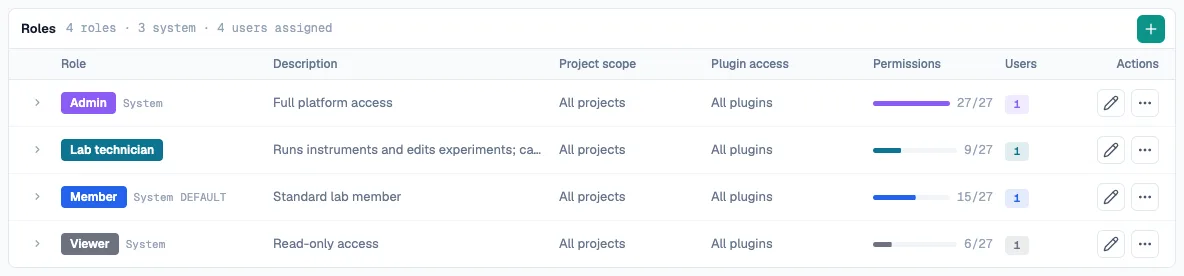 Roles 4 roles · 3 system · 4 users assigned
Role Description Project scope Plugin access Permissions Users Actions
Admin System Full platform access All projects All plugins 27/27 1
Lab technician Runs instruments and edits experiments; ca... All projects All plugins 9/27 1
Member System DEFAULT Standard lab member All projects All plugins 15/27 1
Viewer System Read-only access All projects All plugins 6/27 1